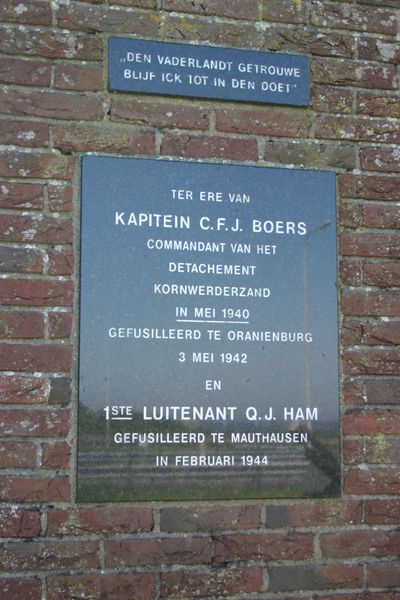 „DEN VADERLANDT GETROUWE
BLIJF ICK TOT IN DEN DOET"
TER ERE VAN
KAPITEIN C.F.J. BOERS
COMMANDANT VAN HET
DETACHEMENT
KORNWERDERZAND
IN MEI 1940
GEFUSILLEERD TE ORANIENBURG
3 MEI 1942
EN
1STE LUITENANT Q.J. HAM
GEFUSILLEERD TE MAUTHAUSEN
IN FEBRUARI 1944